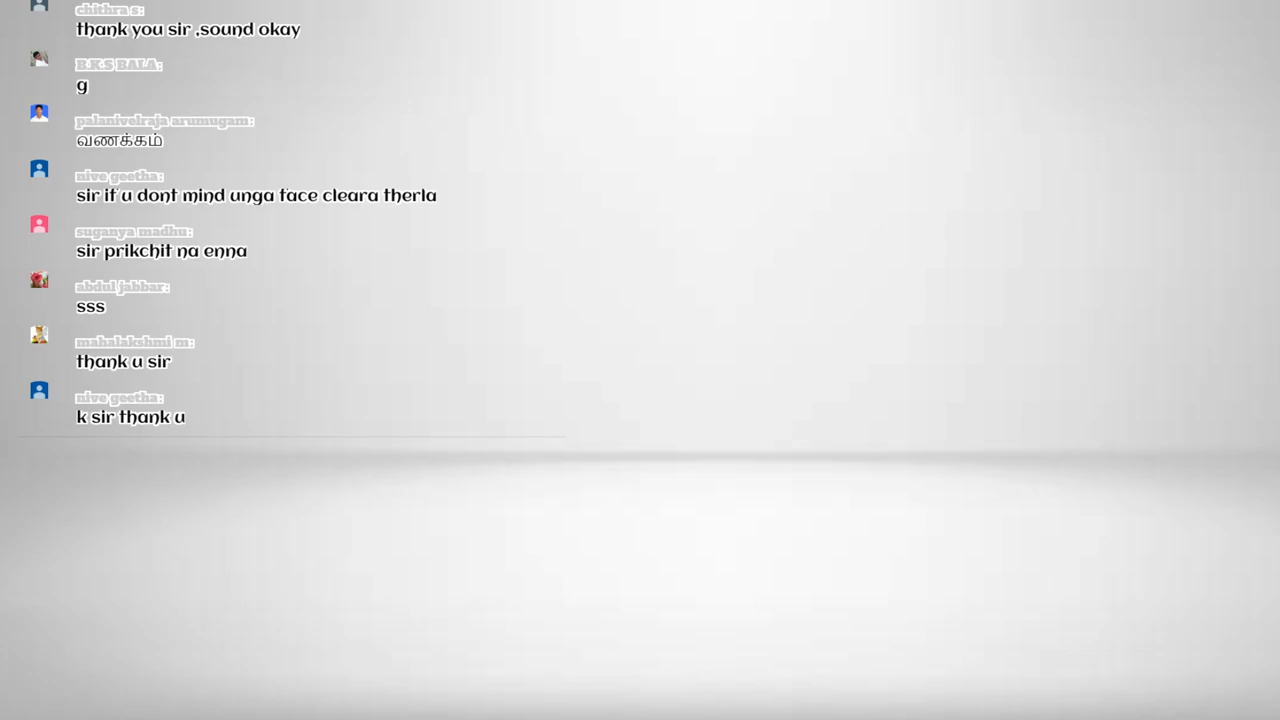 chithra s:
thank you sir ,sound okay
B.K.S BALA:
g
palanivelraja arumugam:
வணக்கம்
nive geetha:
sir if u dont mind unga face cleara therla
suganya madhu:
sir prikchit na enna
abdul jabbar:
sss
mahalakshmi m:
thank u sir
nive geetha:
k sir thank u